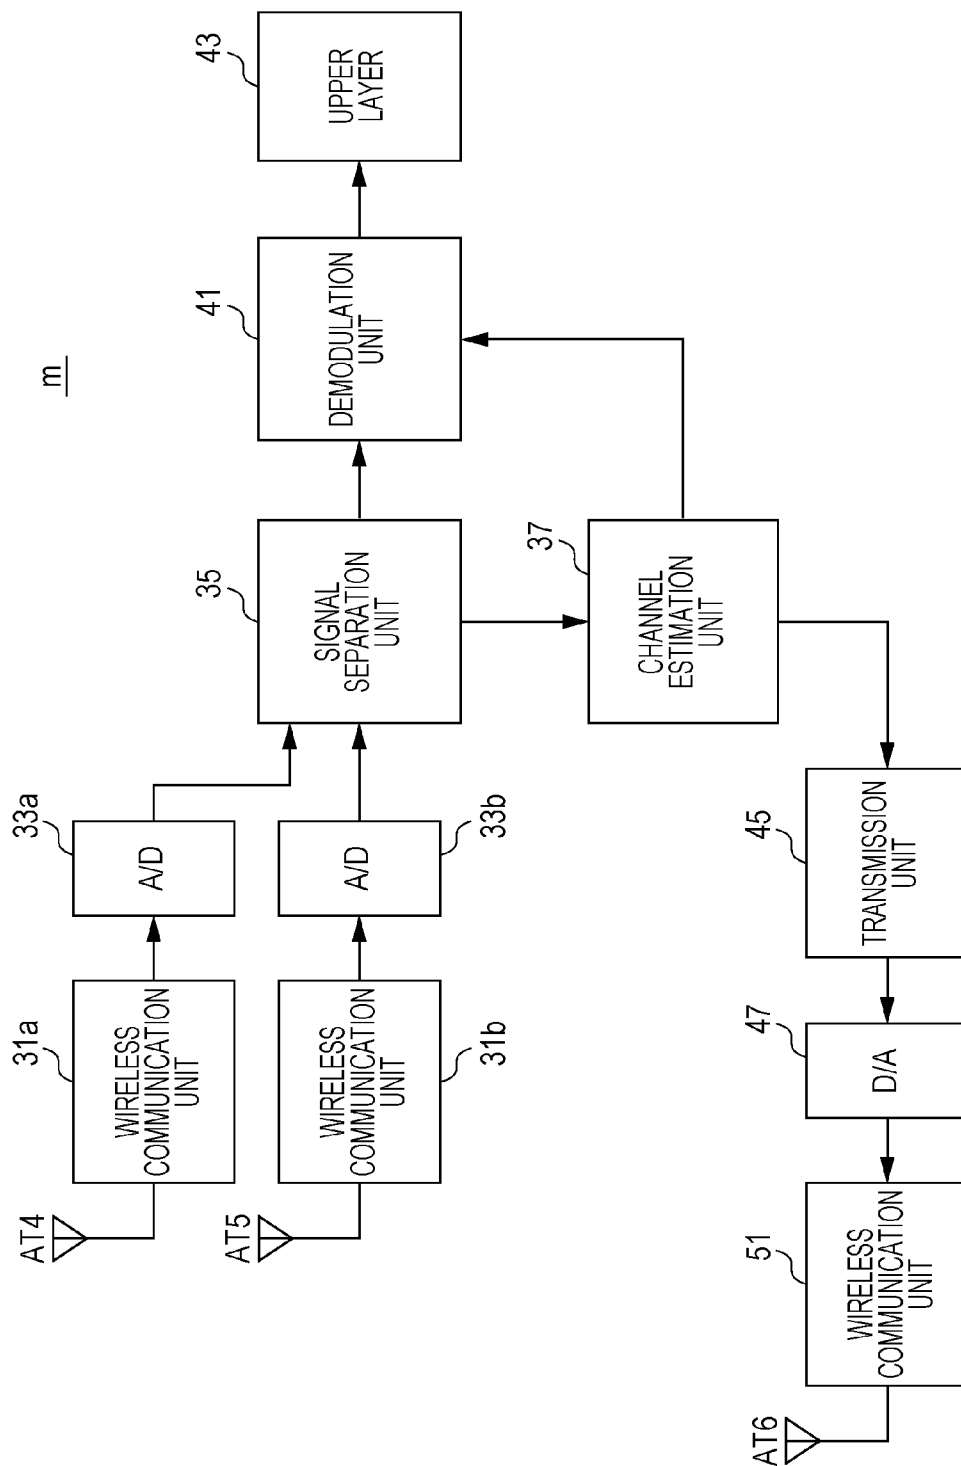 m
AT4
31a
WIRELESS
COMMUNICATION
UNIT
33a
A/D
AT5
31b
WIRELESS
COMMUNICATION
UNIT
33b
A/D
35
SIGNAL
SEPARATION
UNIT
41
DEMODULATION
UNIT
43
UPPER
LAYER
37
CHANNEL
ESTIMATION
UNIT
45
TRANSMISSION
UNIT
47
D/A
51
WIRELESS
COMMUNICATION
UNIT
AT6